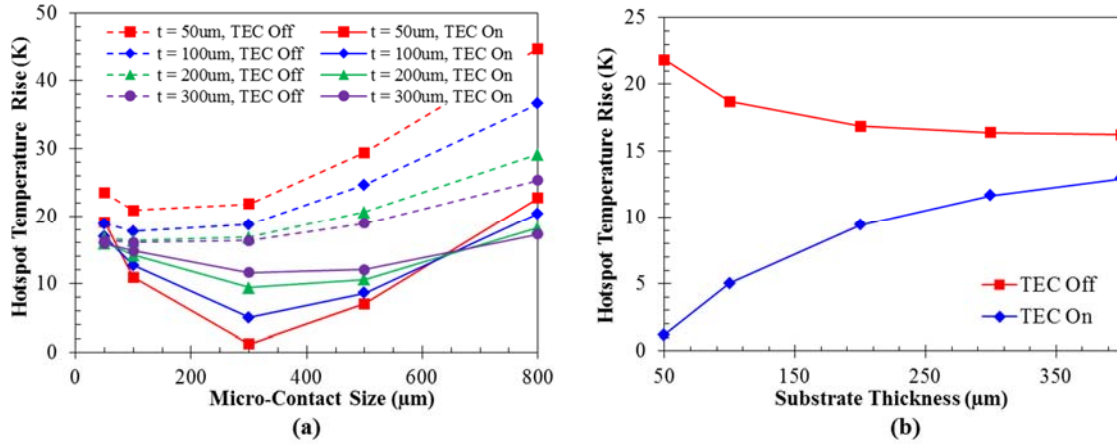 50
40
30
20
10
0
Hotspot Temperature Rise (K)
t = 50um, TEC Off
t = 50um, TEC On
t = 100um, TEC Off
t = 100um, TEC On
t = 200um, TEC Off
t = 200um, TEC On
t = 300um, TEC Off
t = 300um, TEC On
0 200 400 600 800
Micro-Contact Size (µm)
(a)
25
20
15
10
5
0
Hotspot Temperature Rise (K)
TEC Off
TEC On
50 150 250 350
Substrate Thickness (µm)
(b)